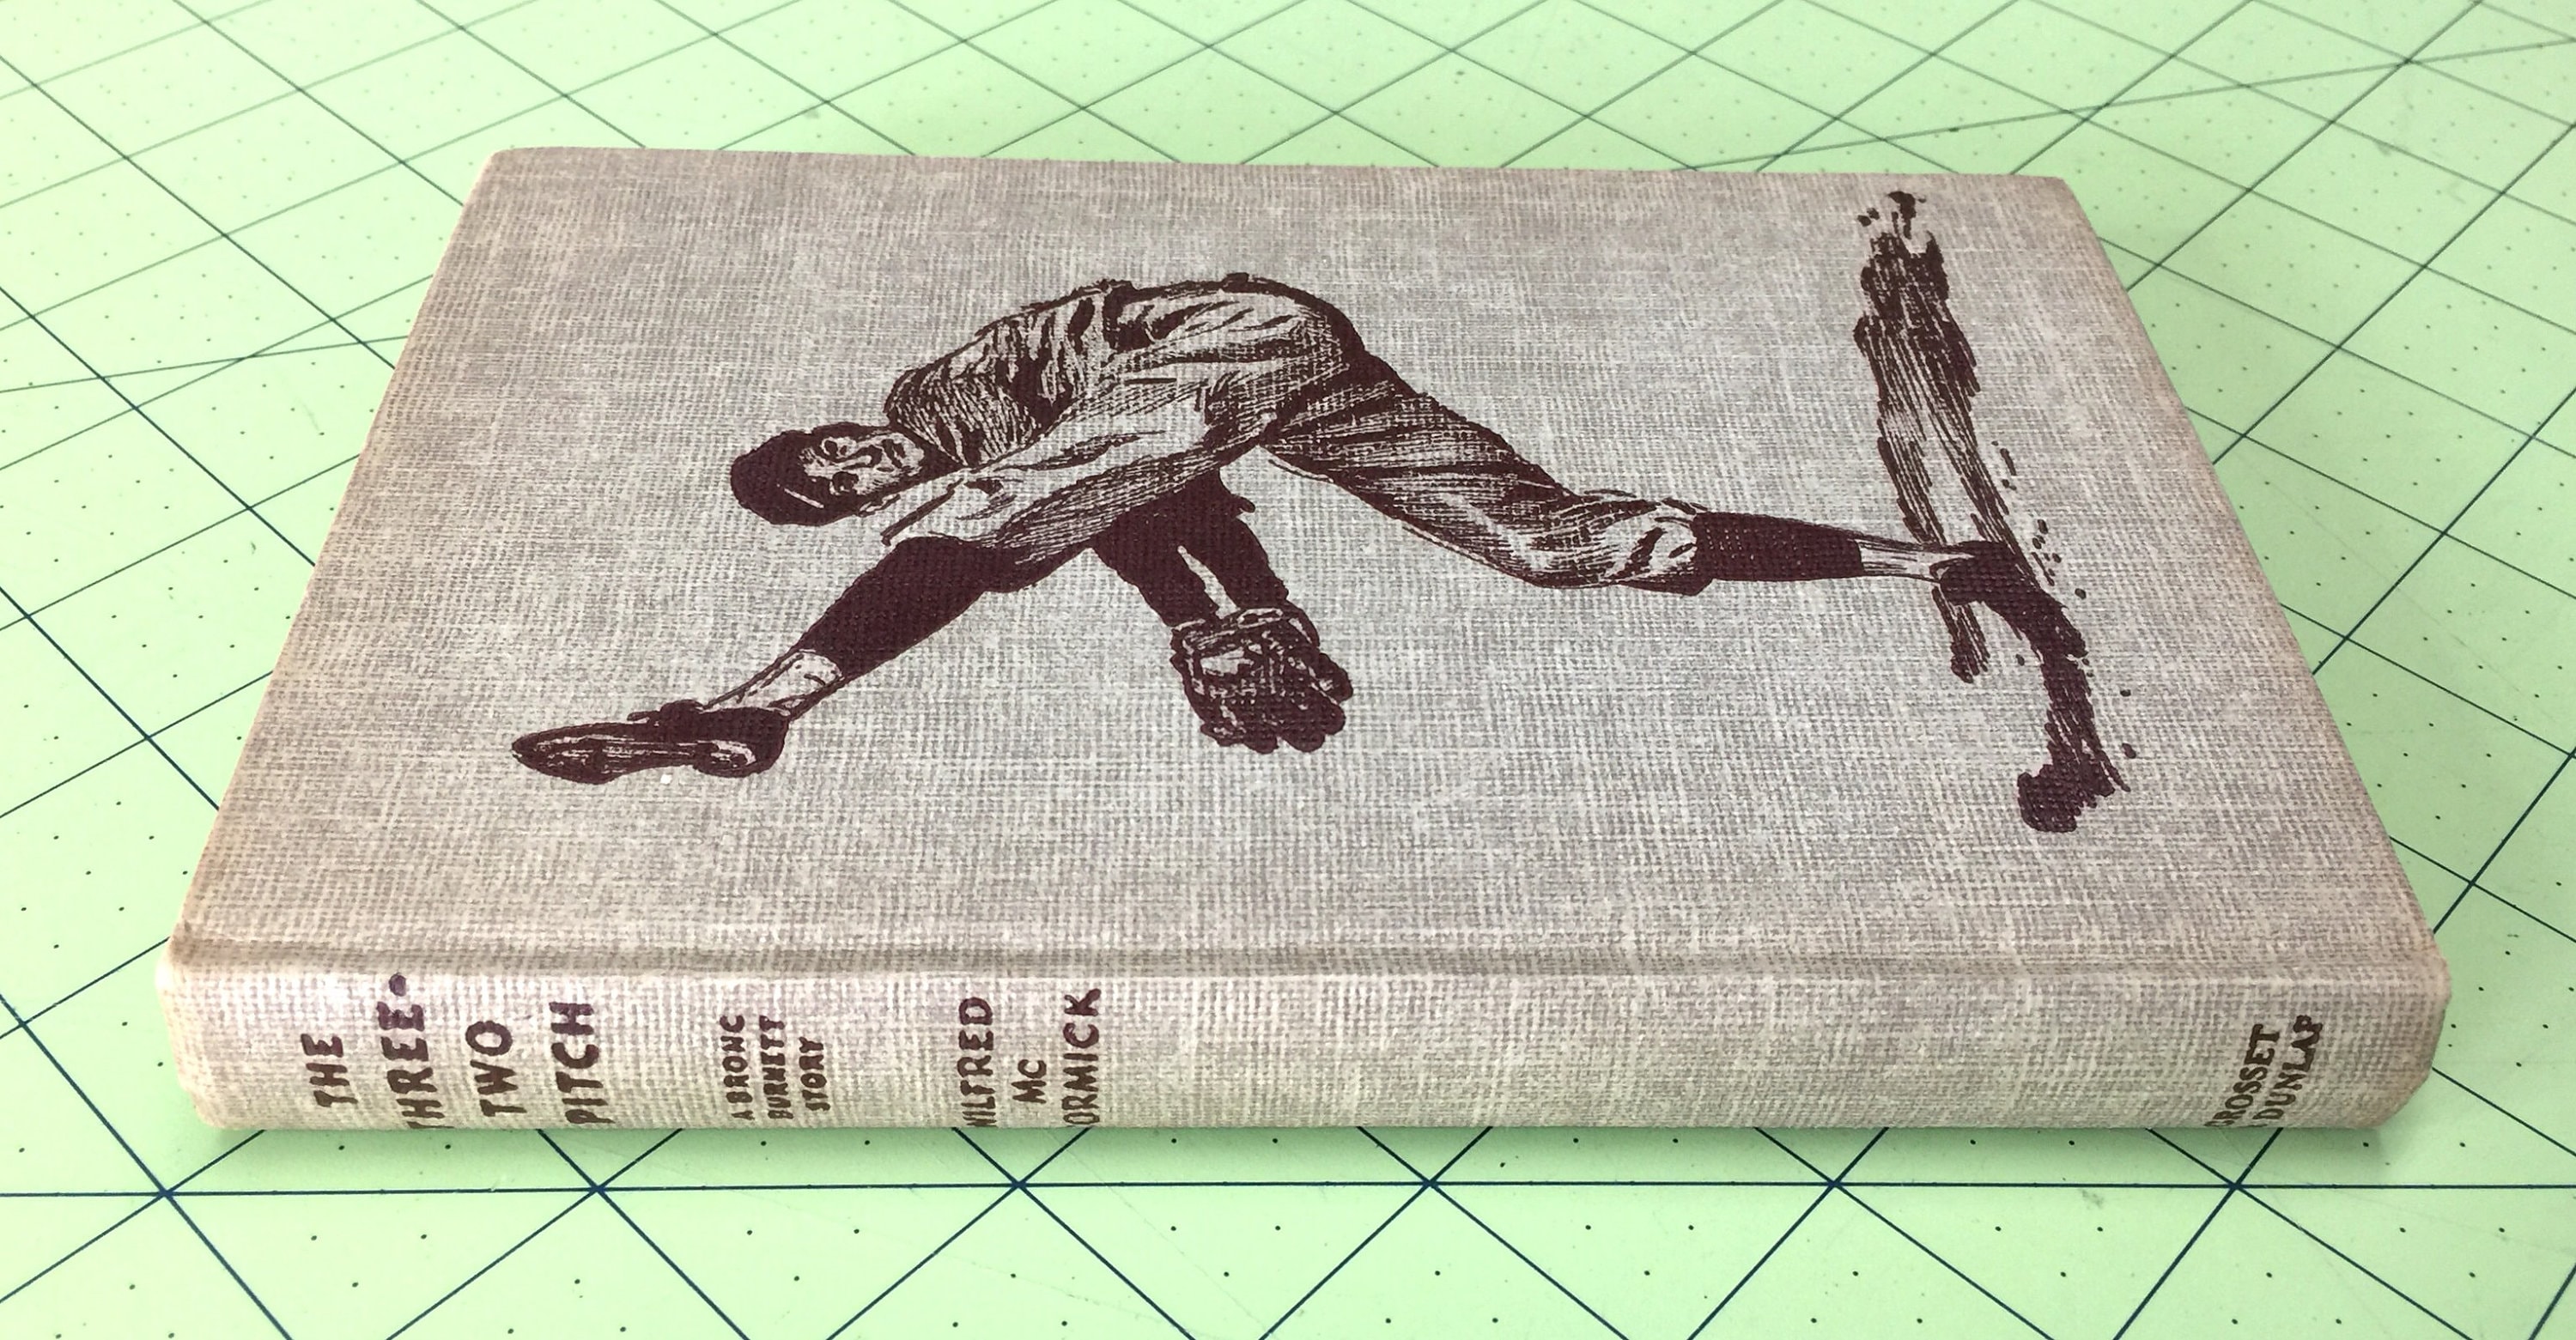 THE
THREE-
TWO
PITCH
A BRONC
BURNETT
STORY
WILFRED
MC
CORMICK
GROSSET
& DUNLAP